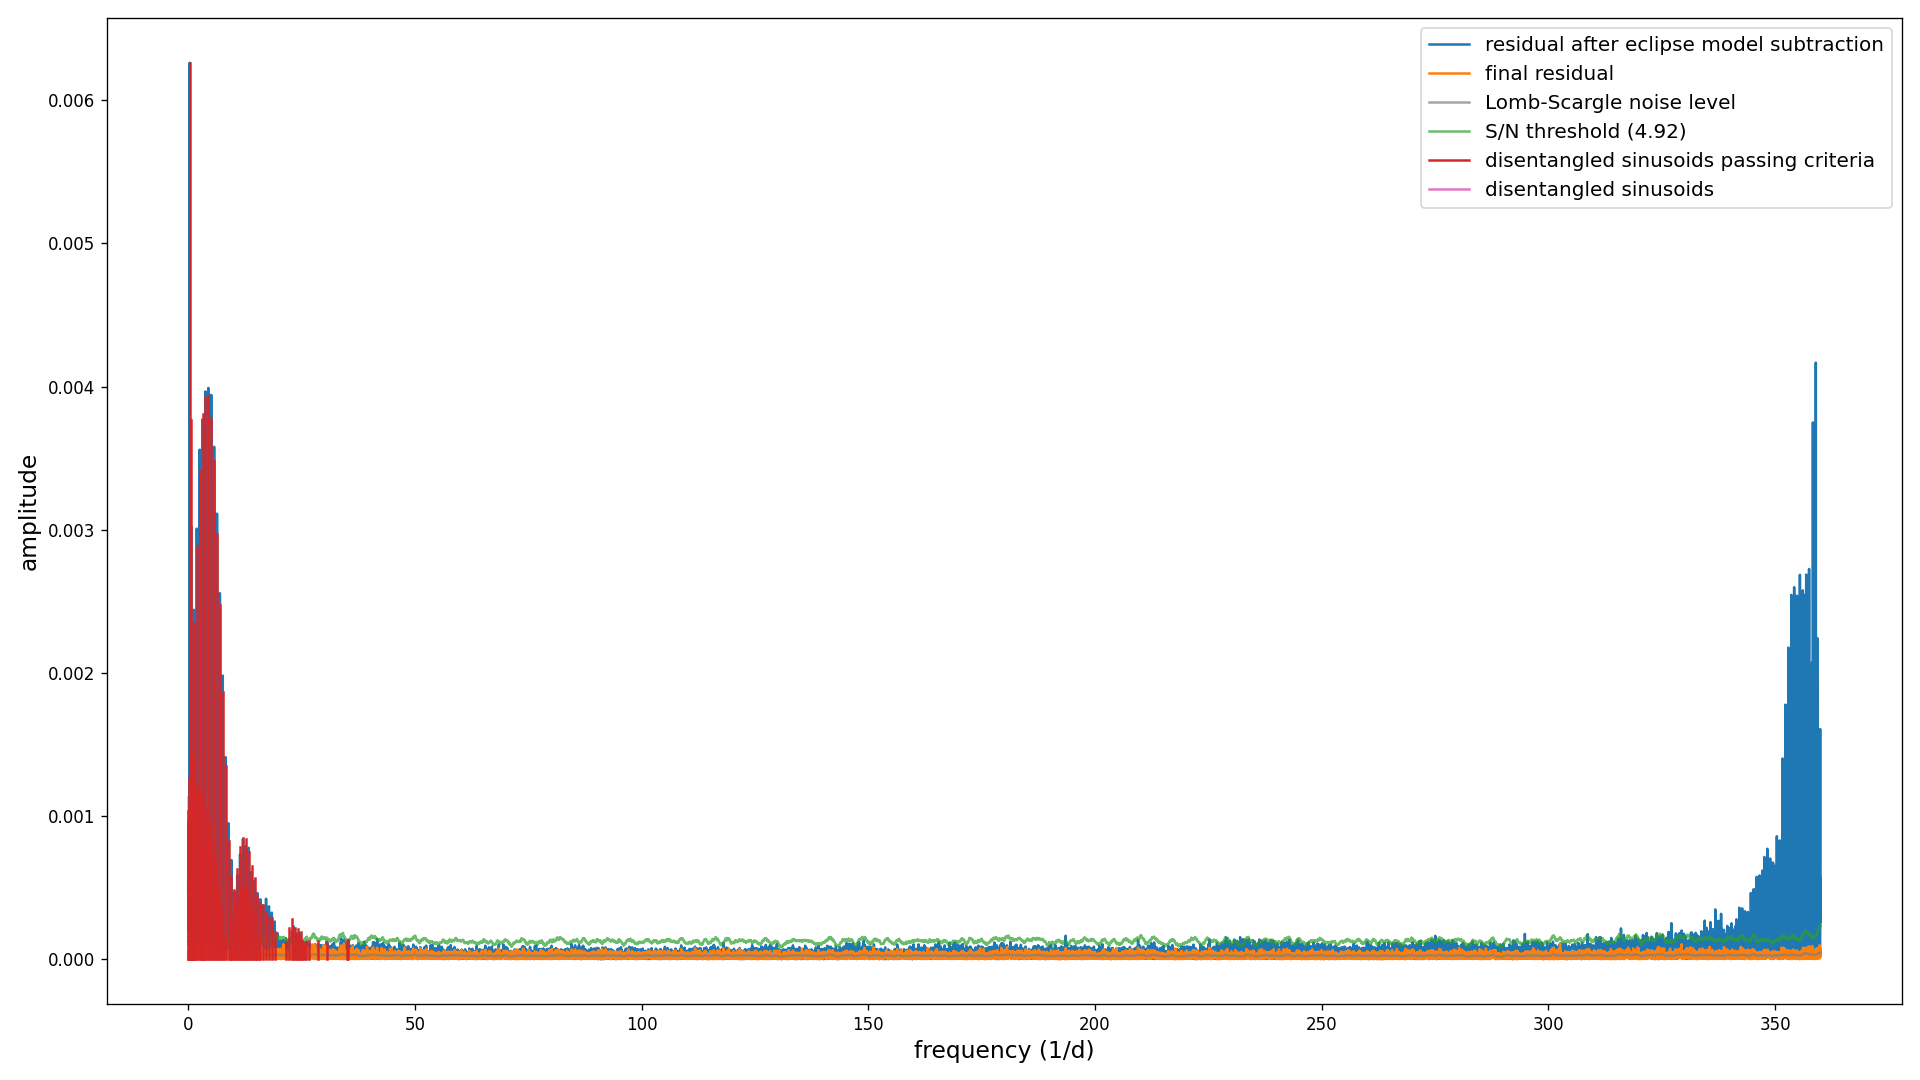 residual after eclipse model subtraction
final residual
Lomb-Scargle noise level
S/N threshold (4.92)
disentangled sinusoids passing criteria
disentangled sinusoids
0.006
0.005
0.004
0.003
0.002
0.001
0.000
amplitude
0 50 100 150 200 250 300 350
frequency (1/d)